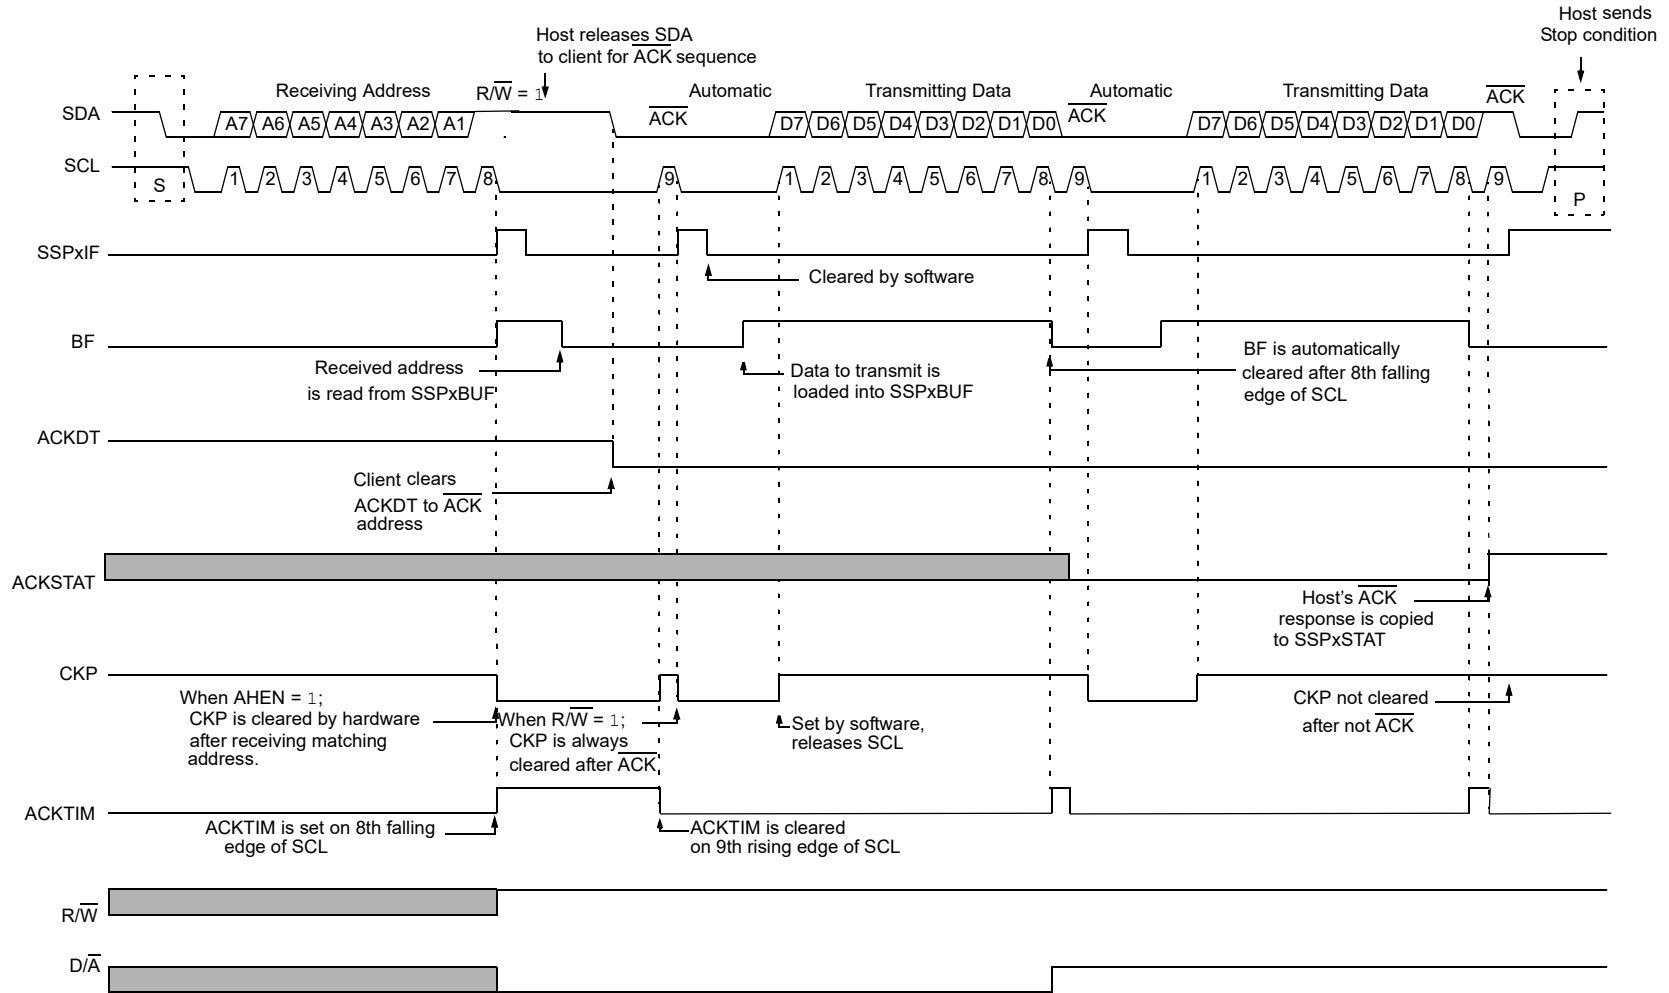 Host sends
Stop condition
Host releases SDA
to client for ACK sequence
Receiving Address
R/W = 1
Automatic
Transmitting Data
Automatic
Transmitting Data
ACK
SDA
A7 A6 A5 A4 A3 A2 A1
ACK
D7 D6 D5 D4 D3 D2 D1 D0
ACK
D7 D6 D5 D4 D3 D2 D1 D0
SCL
S
1 2 3 4 5 6 7 8 9 1 2 3 4 5 6 7 8 9 1 2 3 4 5 6 7 8 9
P
SSPxIF
Cleared by software
BF
Received address
is read from SSPxBUF
Data to transmit is
loaded into SSPxBUF
BF is automatically
cleared after 8th falling
edge of SCL
ACKDT
Client clears
ACKDT to ACK
address
ACKSTAT
Host's ACK
response is copied
to SSPxSTAT
CKP
When AHEN = 1;
CKP is cleared by hardware
after receiving matching
address.
When R/W = 1;
CKP is always
cleared after ACK
Set by software,
releases SCL
CKP not cleared
after not ACK
ACKTIM
ACKTIM is set on 8th falling
edge of SCL
ACKTIM is cleared
on 9th rising edge of SCL
R/W
D/A